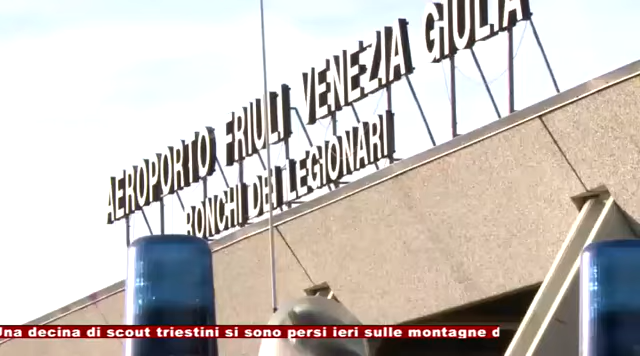 AEROPORTO FRIULI VENEZIA GIULIA
RONCHI DEI LEGIONARI
Una decina di scout triestini si sono persi ieri sulle montagne d